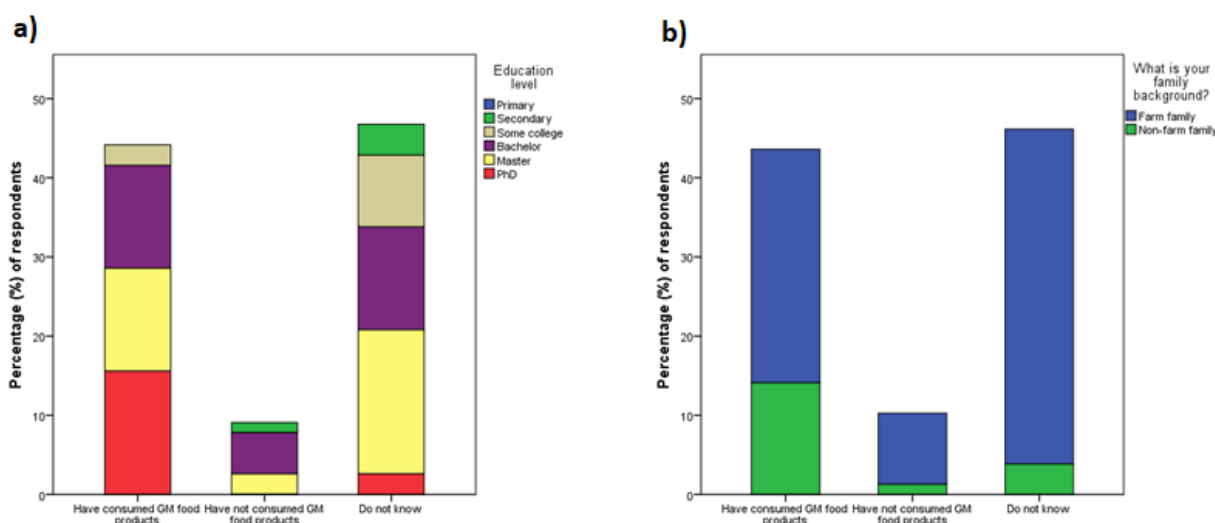 a)
Education
level
Primary
Secondary
Some college
Bachelor
Master
PhD
Percentage (%) of respondents
50
40
30
20
10
0
Have consumed GM food
products
Have not consumed GM
food products
Do not know
b)
What is your
family
background?
Farm family
Non-farm family
Percentage (%) of respondents
50
40
30
20
10
0
Have consumed GM food
products
Have not consumed GM
food products
Do not know